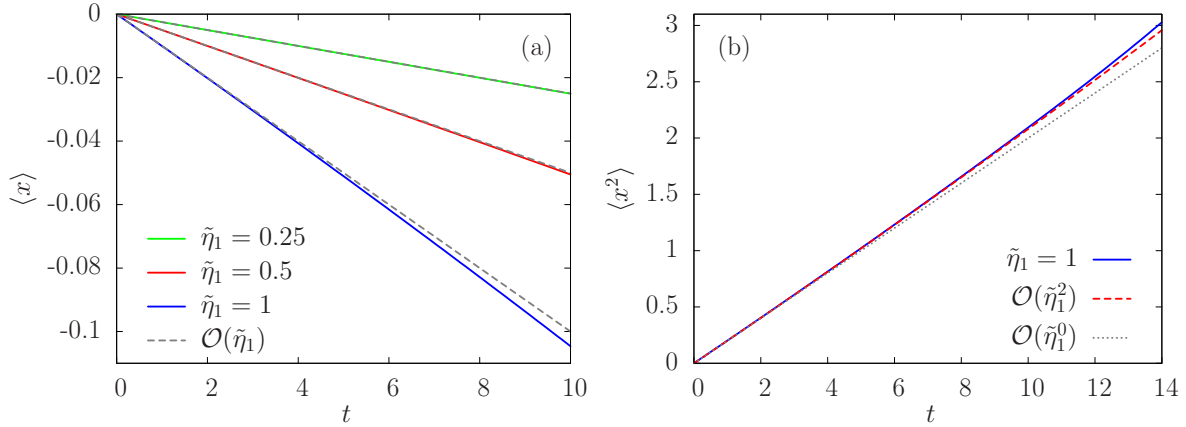 (a)
0
-0.02
-0.04
-0.06
-0.08
-0.1
⟨x⟩
η̃₁ = 0.25
η̃₁ = 0.5
η̃₁ = 1
𝒪(η̃₁)
0 2 4 6 8 10
t
(b)
3
2.5
2
1.5
1
0.5
0
⟨x²⟩
η̃₁ = 1
𝒪(η̃₁²)
𝒪(η̃₁⁰)
0 2 4 6 8 10 12 14
t